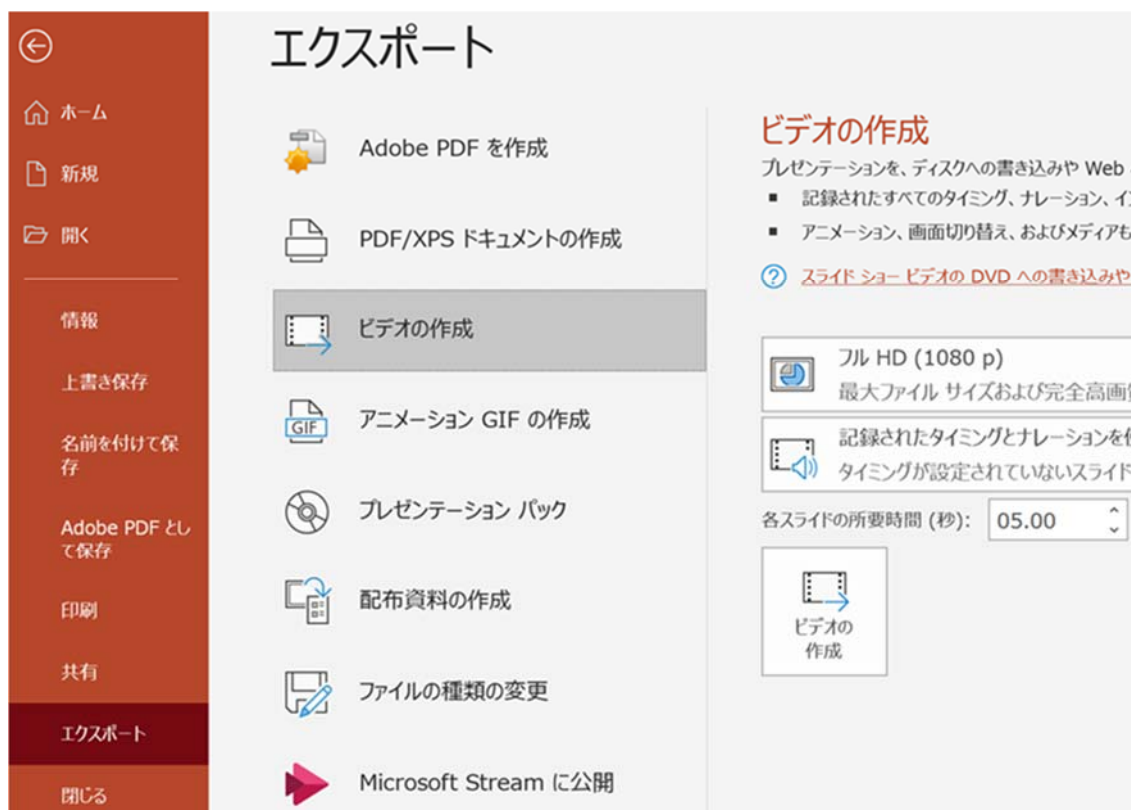 エクスポート
ホーム
新規
開く
情報
上書き保存
名前を付けて保
存
Adobe PDF とし
て保存
印刷
共有
エクスポート
閉じる
Adobe PDF を作成
PDF/XPS ドキュメントの作成
ビデオの作成
アニメーション GIF の作成
GIF
プレゼンテーション パック
配布資料の作成
ファイルの種類の変更
Microsoft Stream に公開
ビデオの作成
プレゼンテーションを、ディスクへの書き込みや Web
記録されたすべてのタイミング、ナレーション、イ
アニメーション、画面切り替え、およびメディアも
スライド ショー ビデオの DVD への書き込みや
フル HD (1080 p)
最大ファイル サイズおよび完全高画質
記録されたタイミングとナレーションを
タイミングが設定されていないスライド
各スライドの所要時間 (秒): 05.00
ビデオの
作成